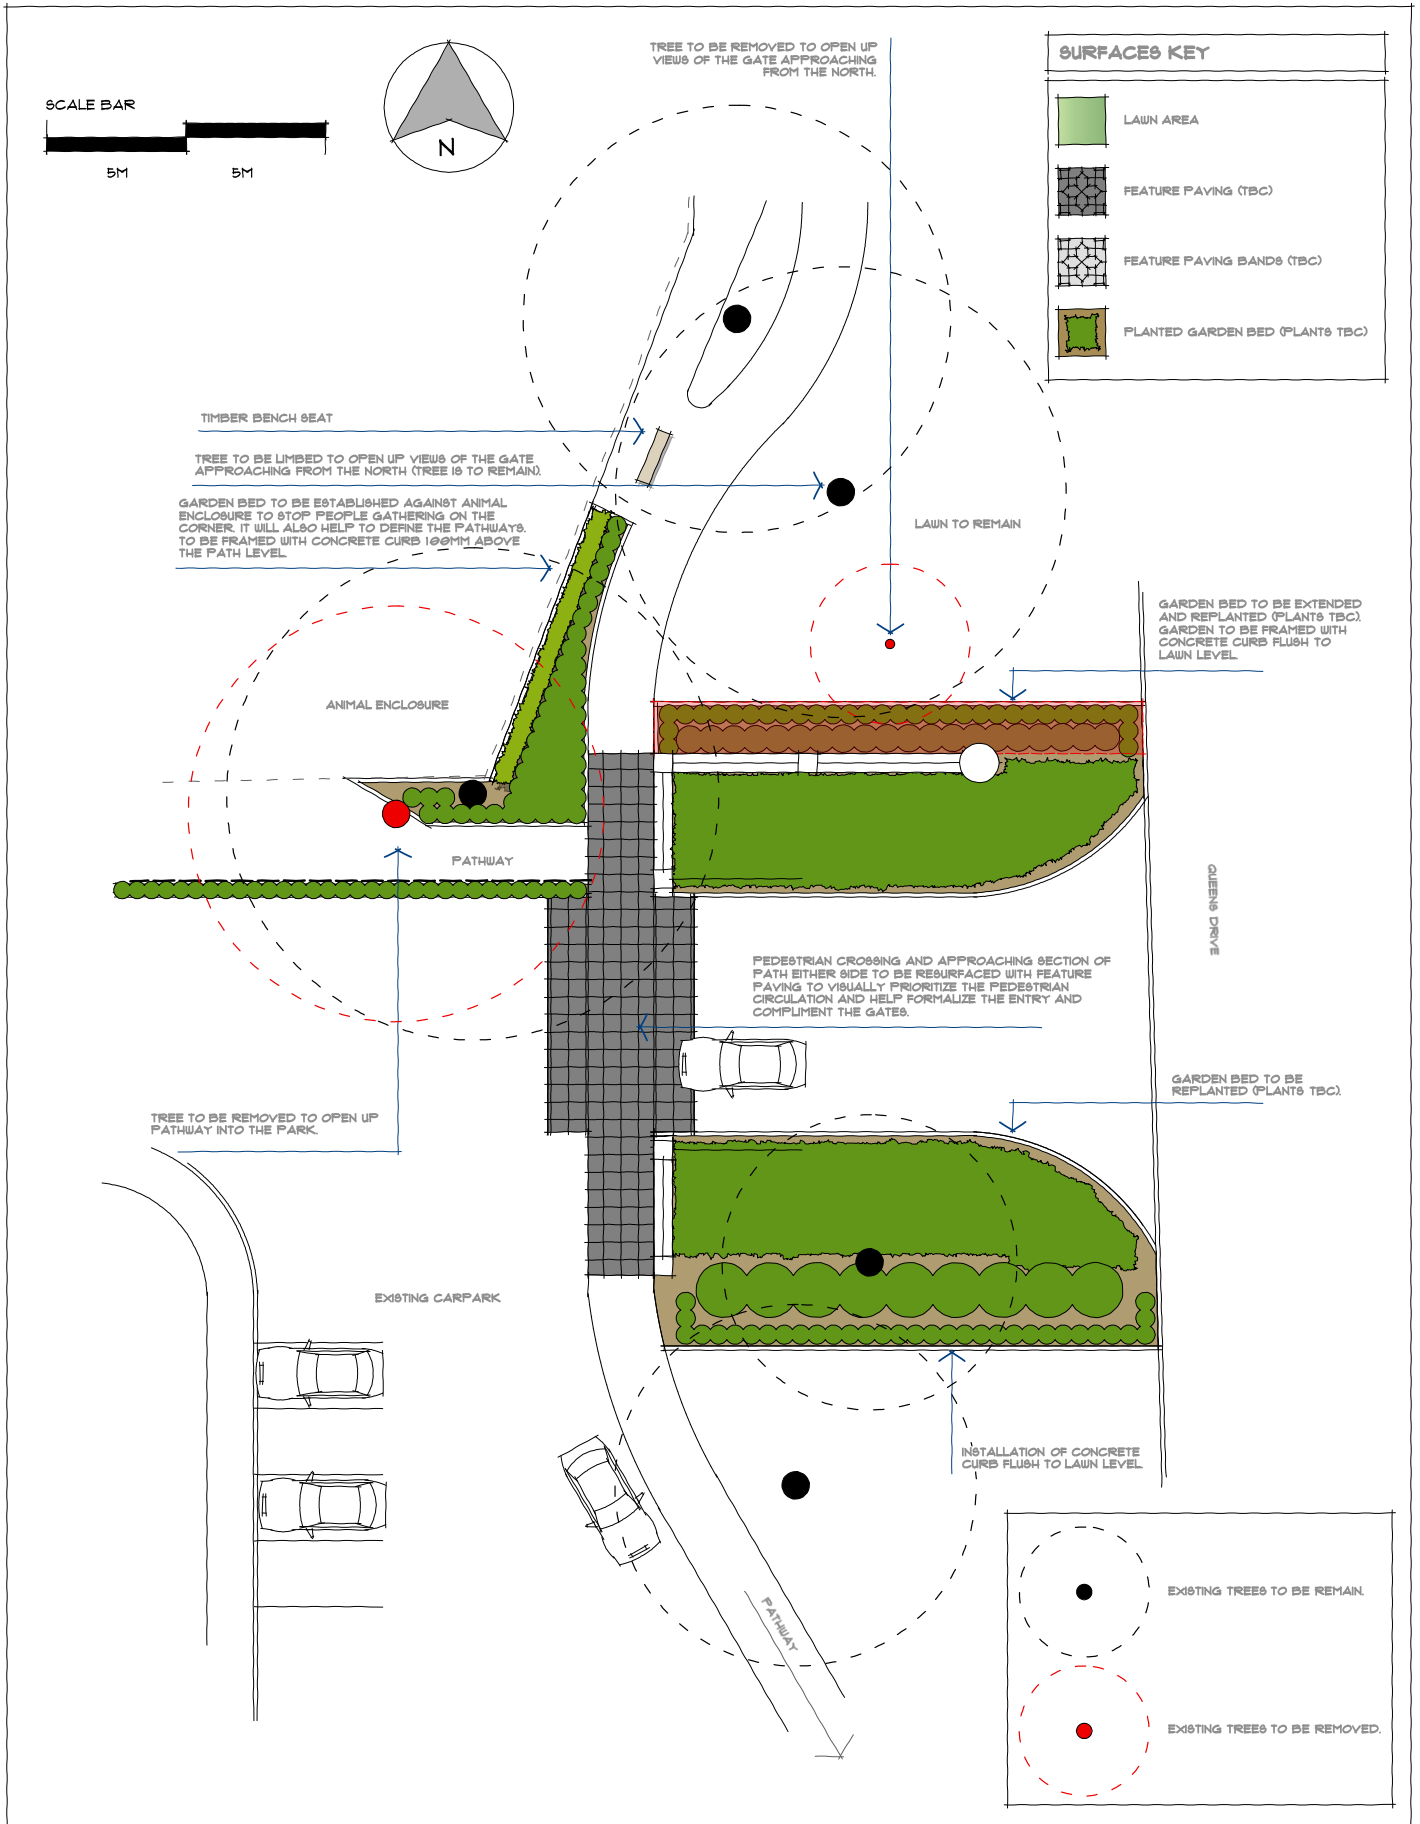 SCALE BAR
5M
5M
N
TREE TO BE REMOVED TO OPEN UP
VIEWS OF THE GATE APPROACHING
FROM THE NORTH.
SURFACES KEY
LAWN AREA
FEATURE PAVING (TBC)
FEATURE PAVING BANDS (TBC)
PLANTED GARDEN BED (PLANTS TBC)
TIMBER BENCH SEAT
TREE TO BE LIMBED TO OPEN UP VIEWS OF THE GATE
APPROACHING FROM THE NORTH (TREE IS TO REMAIN).
GARDEN BED TO BE ESTABLISHED AGAINST ANIMAL
ENCLOSURE TO STOP PEOPLE GATHERING ON THE
CORNER. IT WILL ALSO HELP TO DEFINE THE PATHWAYS.
TO BE FRAMED WITH CONCRETE CURB 100MM ABOVE
THE PATH LEVEL
LAWN TO REMAIN
GARDEN BED TO BE EXTENDED
AND REPLANTED (PLANTS TBC).
GARDEN TO BE FRAMED WITH
CONCRETE CURB FLUSH TO
LAWN LEVEL
ANIMAL ENCLOSURE
PATHWAY
QUEENS DRIVE
PEDESTRIAN CROSSING AND APPROACHING SECTION OF
PATH EITHER SIDE TO BE RESURFACED WITH FEATURE
PAVING TO VISUALLY PRIORITIZE THE PEDESTRIAN
CIRCULATION AND HELP FORMALIZE THE ENTRY AND
COMPLIMENT THE GATES.
GARDEN BED TO BE
REPLANTED (PLANTS TBC).
TREE TO BE REMOVED TO OPEN UP
PATHWAY INTO THE PARK.
EXISTING CARPARK
INSTALLATION OF CONCRETE
CURB FLUSH TO LAWN LEVEL
PATHWAY
EXISTING TREES TO BE REMAIN.
EXISTING TREES TO BE REMOVED.